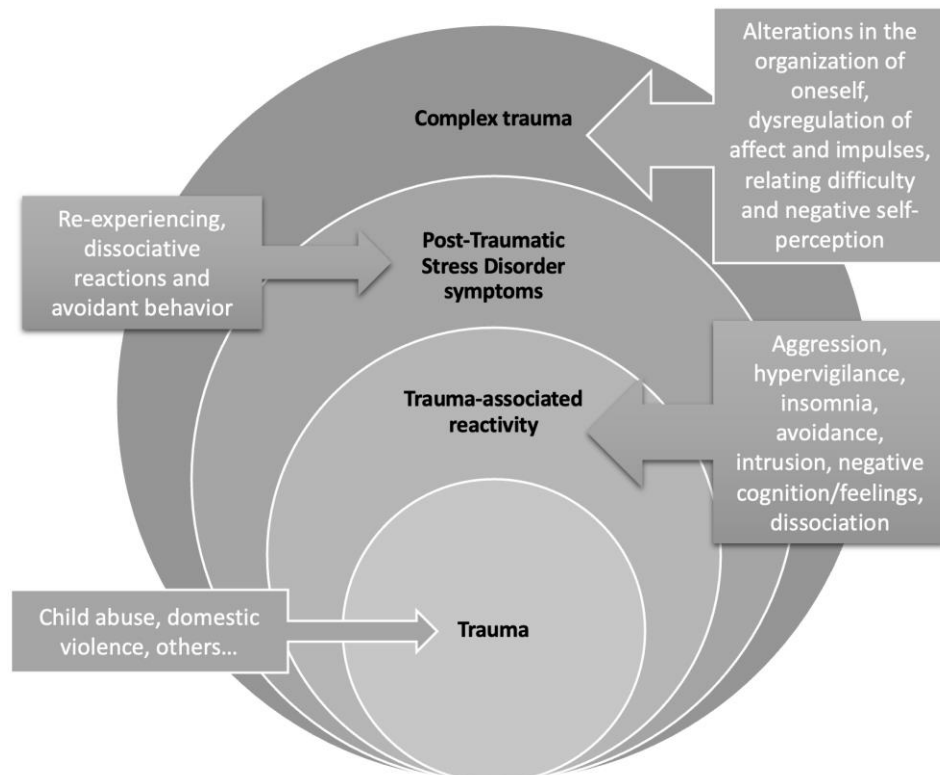 Alterations in the
organization of
oneself,
dysregulation of
affect and impulses,
relating difficulty
and negative self-
perception
Complex trauma
Re-experiencing,
dissociative
reactions and
avoidant behavior
Post-Traumatic
Stress Disorder
symptoms
Aggression,
hypervigilance,
insomnia,
avoidance,
intrusion, negative
cognition/feelings,
dissociation
Trauma-associated
reactivity
Child abuse, domestic
violence, others...
Trauma